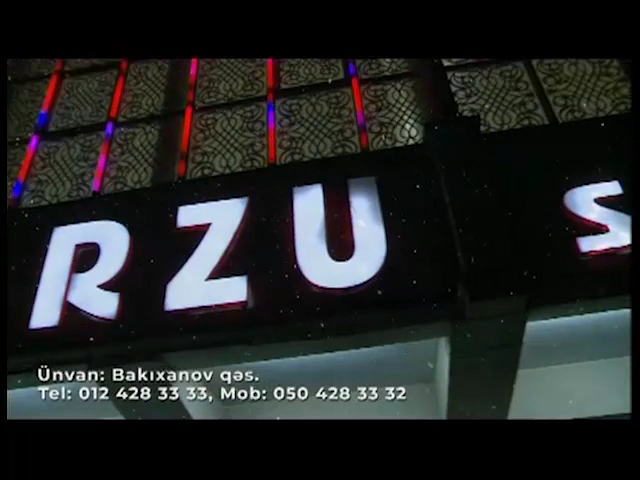 RZU S
Ünvan: Bakıxanov qəs.
Tel: 012 428 33 33, Mob: 050 428 33 32